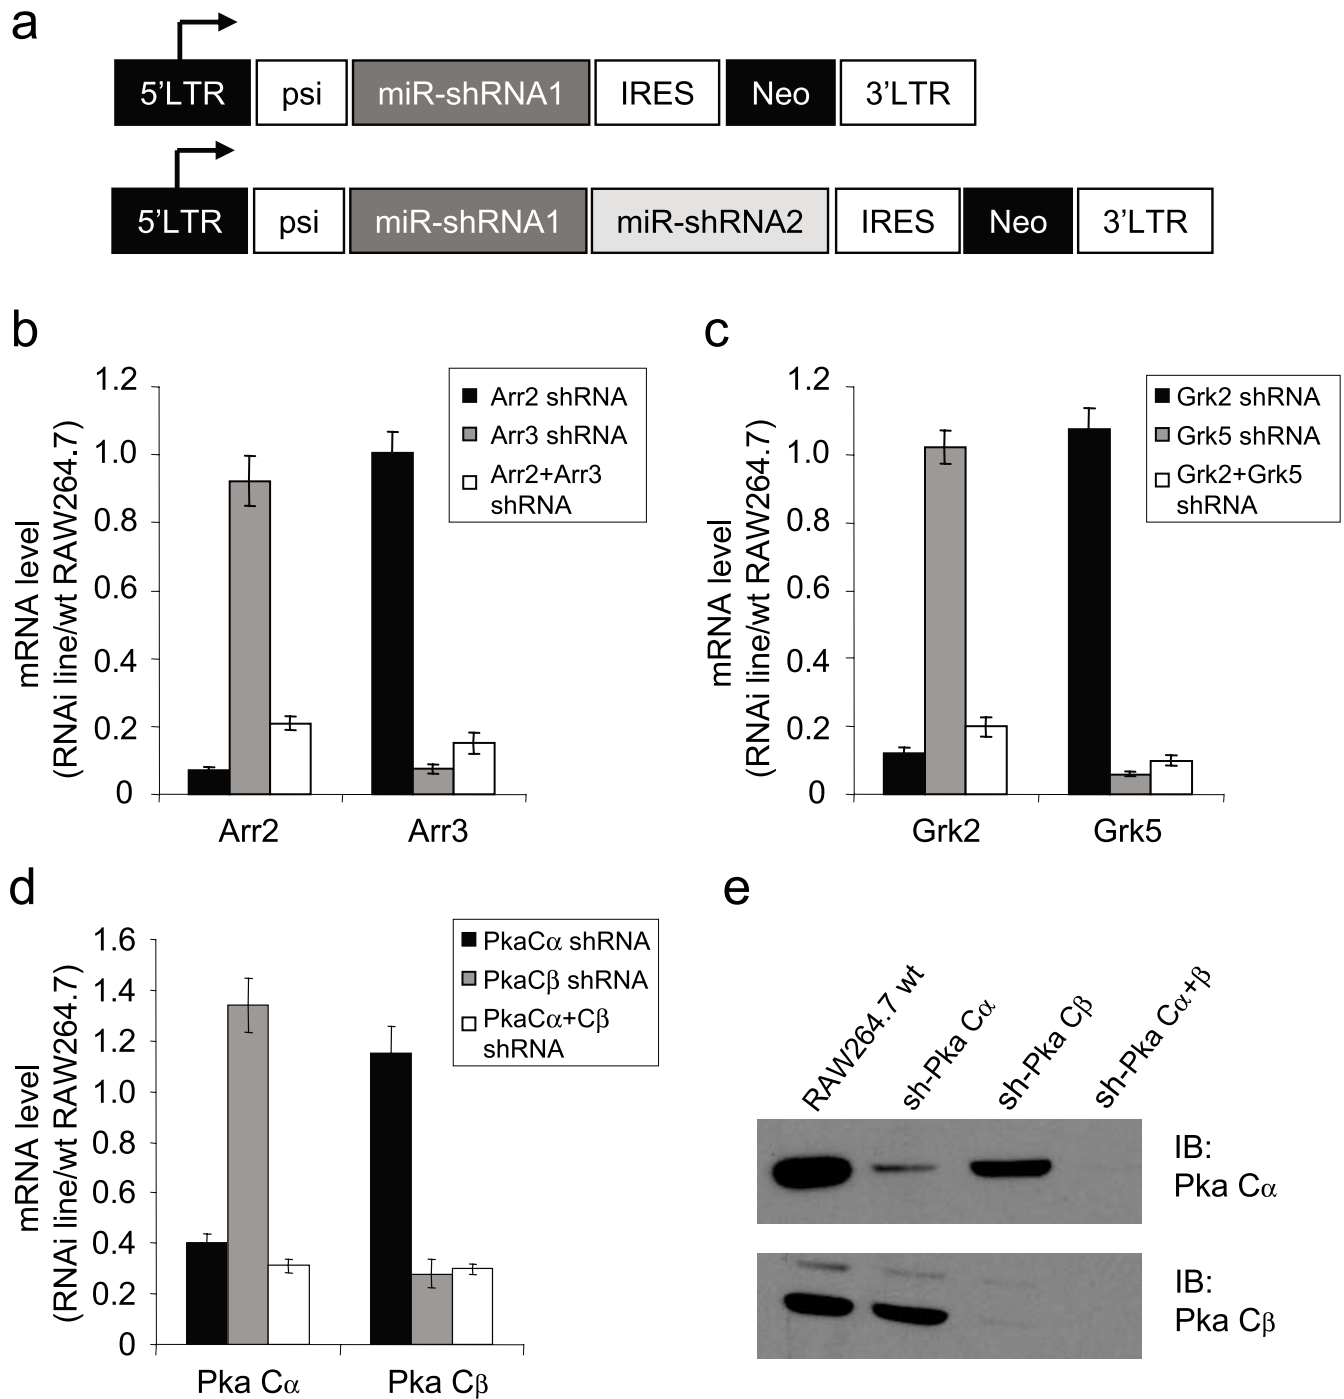 a
5'LTR psi miR-shRNA1 IRES Neo 3'LTR
5'LTR psi miR-shRNA1 miR-shRNA2 IRES Neo 3'LTR
b
mRNA level
(RNAi line/wt RAW264.7)
1.2
1.0
0.8
0.6
0.4
0.2
0
Arr2 shRNA
Arr3 shRNA
Arr2+Arr3
shRNA
Arr2 Arr3
c
mRNA level
(RNAi line/wt RAW264.7)
1.2
1.0
0.8
0.6
0.4
0.2
0
Grk2 shRNA
Grk5 shRNA
Grk2+Grk5
shRNA
Grk2 Grk5
d
mRNA level
(RNAi line/wt RAW264.7)
1.6
1.4
1.2
1.0
0.8
0.6
0.4
0.2
0
PkaCα shRNA
PkaCβ shRNA
PkaCα+Cβ
shRNA
Pka Cα Pka Cβ
e
RAW264.7 wt
sh-Pka Cα
sh-Pka Cβ
sh-Pka Cα+β
IB:
Pka Cα
IB:
Pka Cβ